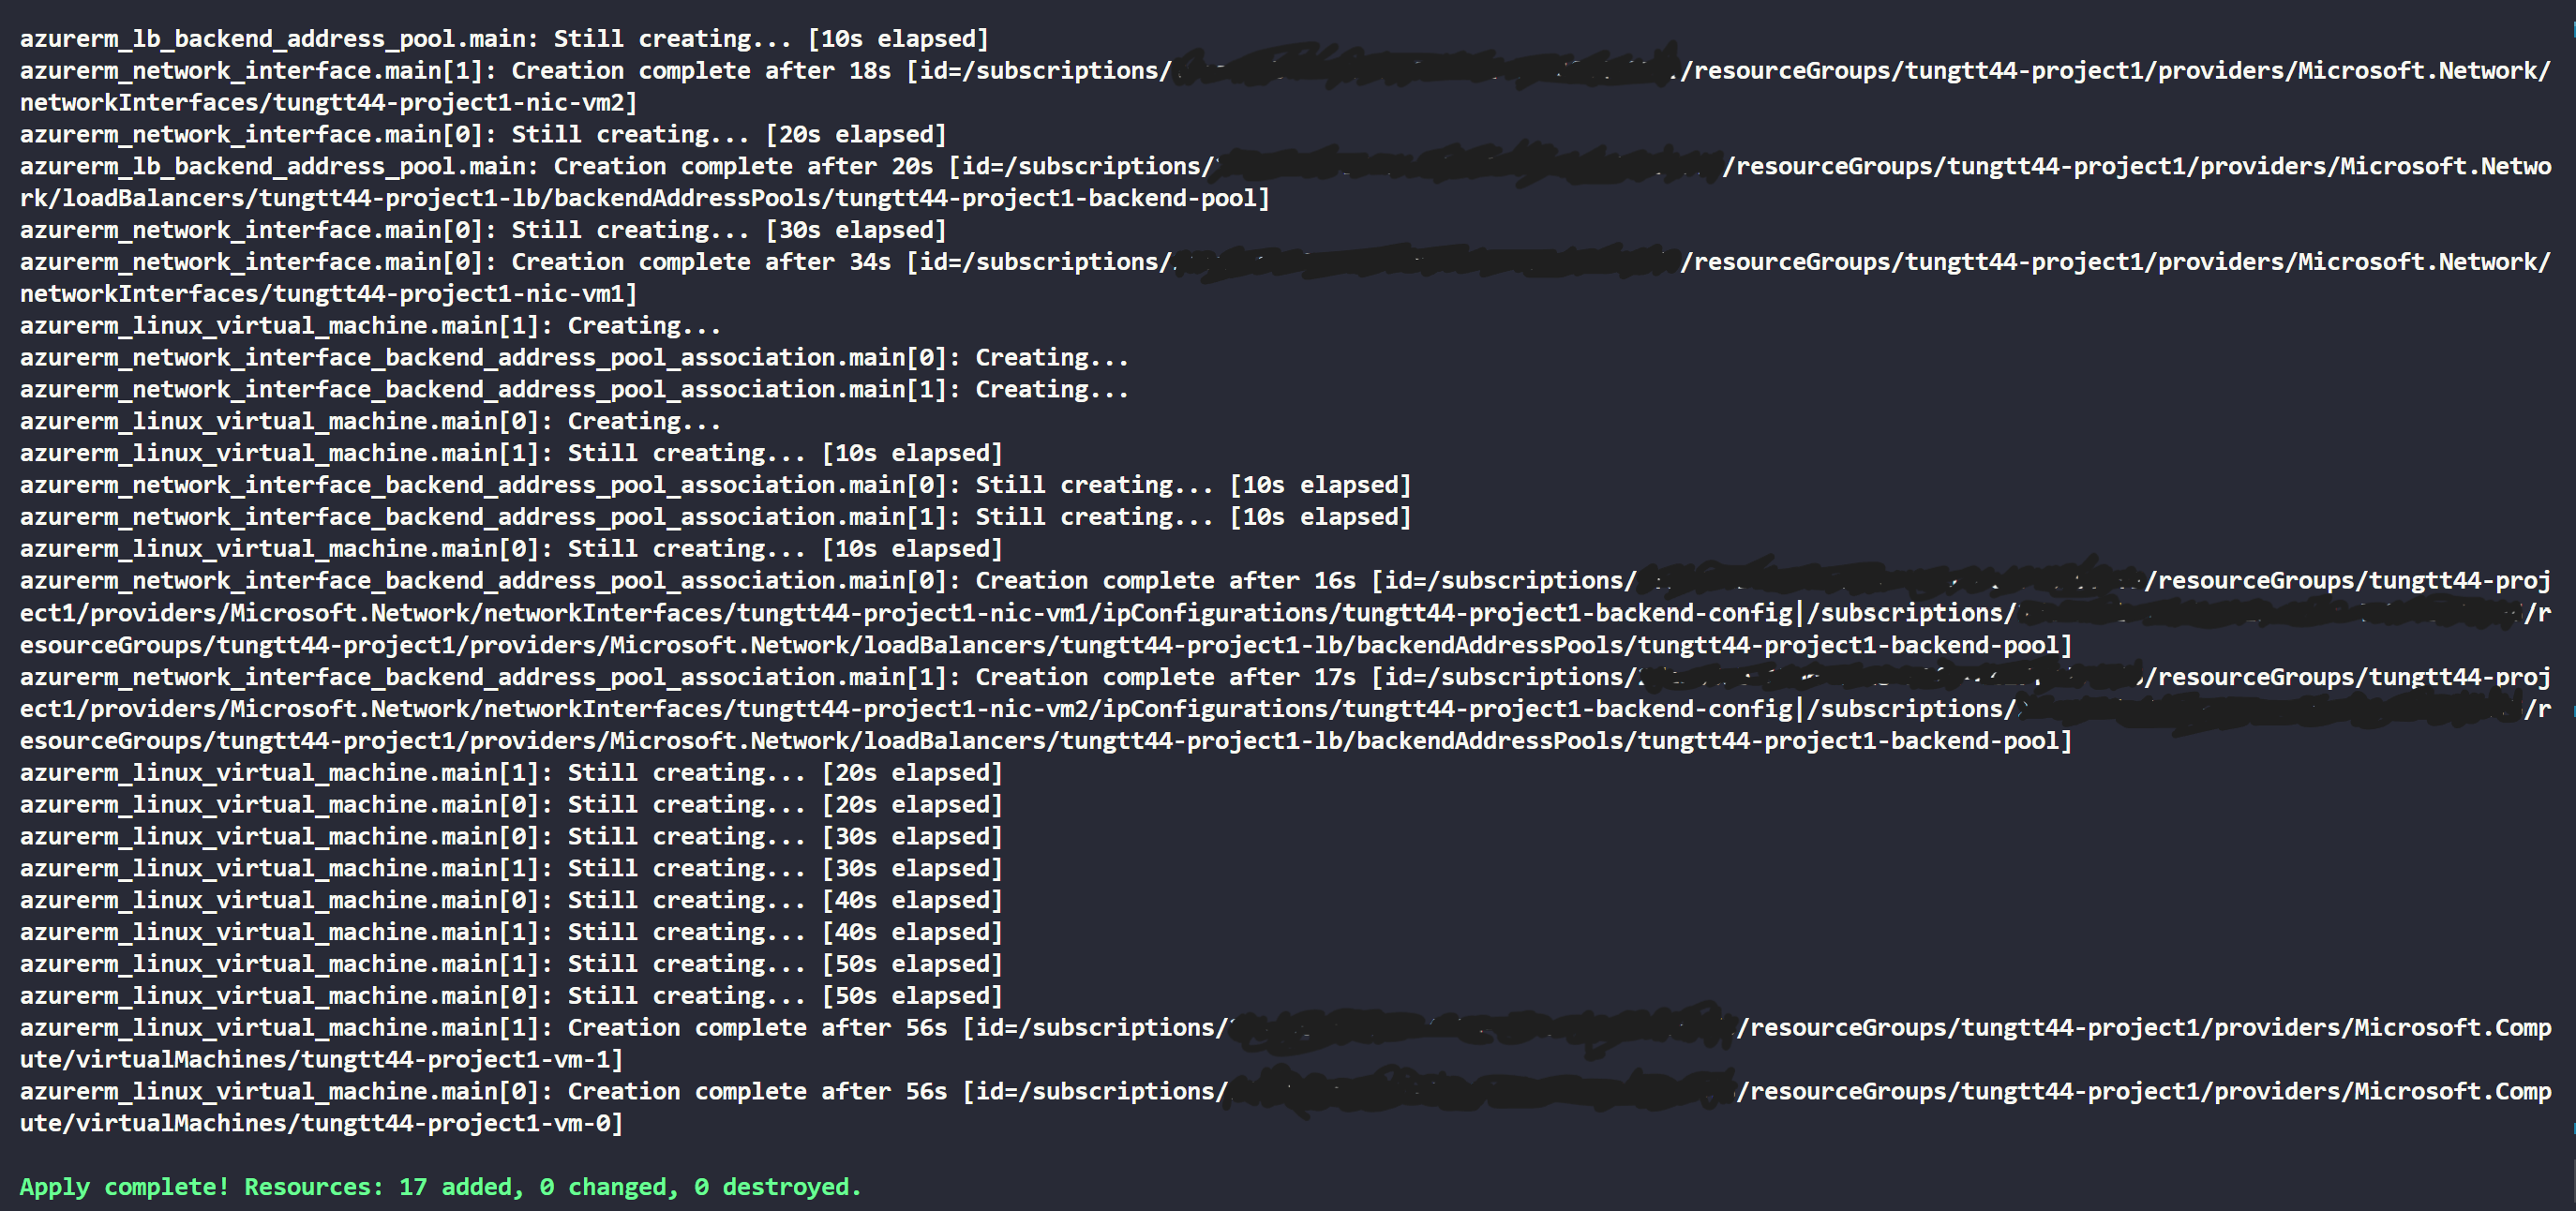 azurerm_lb_backend_address_pool.main: Still creating... [10s elapsed]
azurerm_network_interface.main[1]: Creation complete after 18s [id=/subscriptions/ /resourceGroups/tungtt44-project1/providers/Microsoft.Network/
networkInterfaces/tungtt44-project1-nic-vm2]
azurerm_network_interface.main[0]: Still creating... [20s elapsed]
azurerm_lb_backend_address_pool.main: Creation complete after 20s [id=/subscriptions/ /resourceGroups/tungtt44-project1/providers/Microsoft.Netwo
rk/loadBalancers/tungtt44-project1-lb/backendAddressPools/tungtt44-project1-backend-pool]
azurerm_network_interface.main[0]: Still creating... [30s elapsed]
azurerm_network_interface.main[0]: Creation complete after 34s [id=/subscriptions/ /resourceGroups/tungtt44-project1/providers/Microsoft.Network/
networkInterfaces/tungtt44-project1-nic-vm1]
azurerm_linux_virtual_machine.main[1]: Creating...
azurerm_network_interface_backend_address_pool_association.main[0]: Creating...
azurerm_network_interface_backend_address_pool_association.main[1]: Creating...
azurerm_linux_virtual_machine.main[0]: Creating...
azurerm_linux_virtual_machine.main[1]: Still creating... [10s elapsed]
azurerm_network_interface_backend_address_pool_association.main[0]: Still creating... [10s elapsed]
azurerm_network_interface_backend_address_pool_association.main[1]: Still creating... [10s elapsed]
azurerm_linux_virtual_machine.main[0]: Still creating... [10s elapsed]
azurerm_network_interface_backend_address_pool_association.main[0]: Creation complete after 16s [id=/subscriptions/ /resourceGroups/tungtt44-proj
ect1/providers/Microsoft.Network/networkInterfaces/tungtt44-project1-nic-vm1/ipConfigurations/tungtt44-project1-backend-config|/subscriptions/ /r
esourceGroups/tungtt44-project1/providers/Microsoft.Network/loadBalancers/tungtt44-project1-lb/backendAddressPools/tungtt44-project1-backend-pool]
azurerm_network_interface_backend_address_pool_association.main[1]: Creation complete after 17s [id=/subscriptions/ /resourceGroups/tungtt44-proj
ect1/providers/Microsoft.Network/networkInterfaces/tungtt44-project1-nic-vm2/ipConfigurations/tungtt44-project1-backend-config|/subscriptions/ /r
esourceGroups/tungtt44-project1/providers/Microsoft.Network/loadBalancers/tungtt44-project1-lb/backendAddressPools/tungtt44-project1-backend-pool]
azurerm_linux_virtual_machine.main[1]: Still creating... [20s elapsed]
azurerm_linux_virtual_machine.main[0]: Still creating... [20s elapsed]
azurerm_linux_virtual_machine.main[0]: Still creating... [30s elapsed]
azurerm_linux_virtual_machine.main[1]: Still creating... [30s elapsed]
azurerm_linux_virtual_machine.main[0]: Still creating... [40s elapsed]
azurerm_linux_virtual_machine.main[1]: Still creating... [40s elapsed]
azurerm_linux_virtual_machine.main[1]: Still creating... [50s elapsed]
azurerm_linux_virtual_machine.main[0]: Still creating... [50s elapsed]
azurerm_linux_virtual_machine.main[1]: Creation complete after 56s [id=/subscriptions/ /resourceGroups/tungtt44-project1/providers/Microsoft.Comp
ute/virtualMachines/tungtt44-project1-vm-1]
azurerm_linux_virtual_machine.main[0]: Creation complete after 56s [id=/subscriptions/ /resourceGroups/tungtt44-project1/providers/Microsoft.Comp
ute/virtualMachines/tungtt44-project1-vm-0]
Apply complete! Resources: 17 added, 0 changed, 0 destroyed.